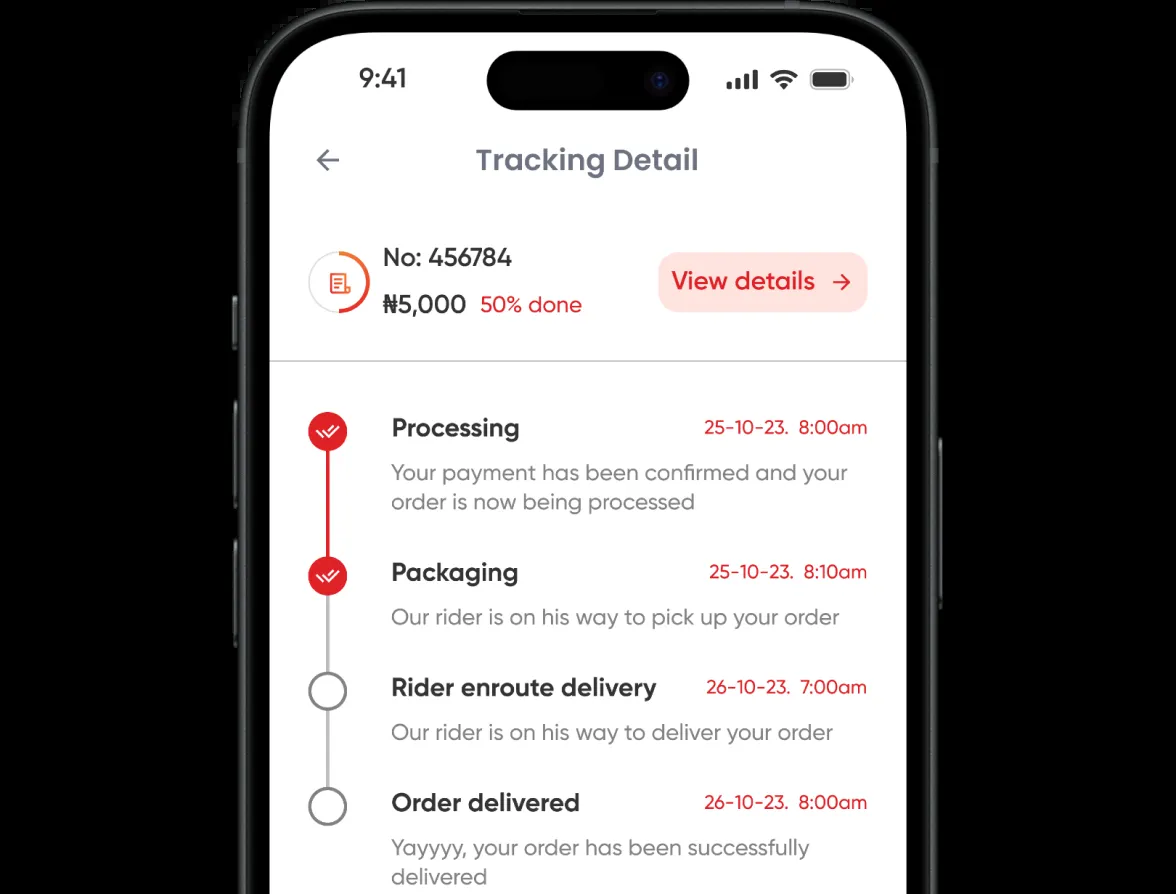 9:41
Tracking Detail
No: 456784
₦5,000 50% done
View details
Processing 25-10-23. 8:00am
Your payment has been confirmed and your
order is now being processed
Packaging 25-10-23. 8:10am
Our rider is on his way to pick up your order
Rider enroute delivery 26-10-23. 7:00am
Our rider is on his way to deliver your order
Order delivered 26-10-23. 8:00am
Yayyyy, your order has been successfully
delivered